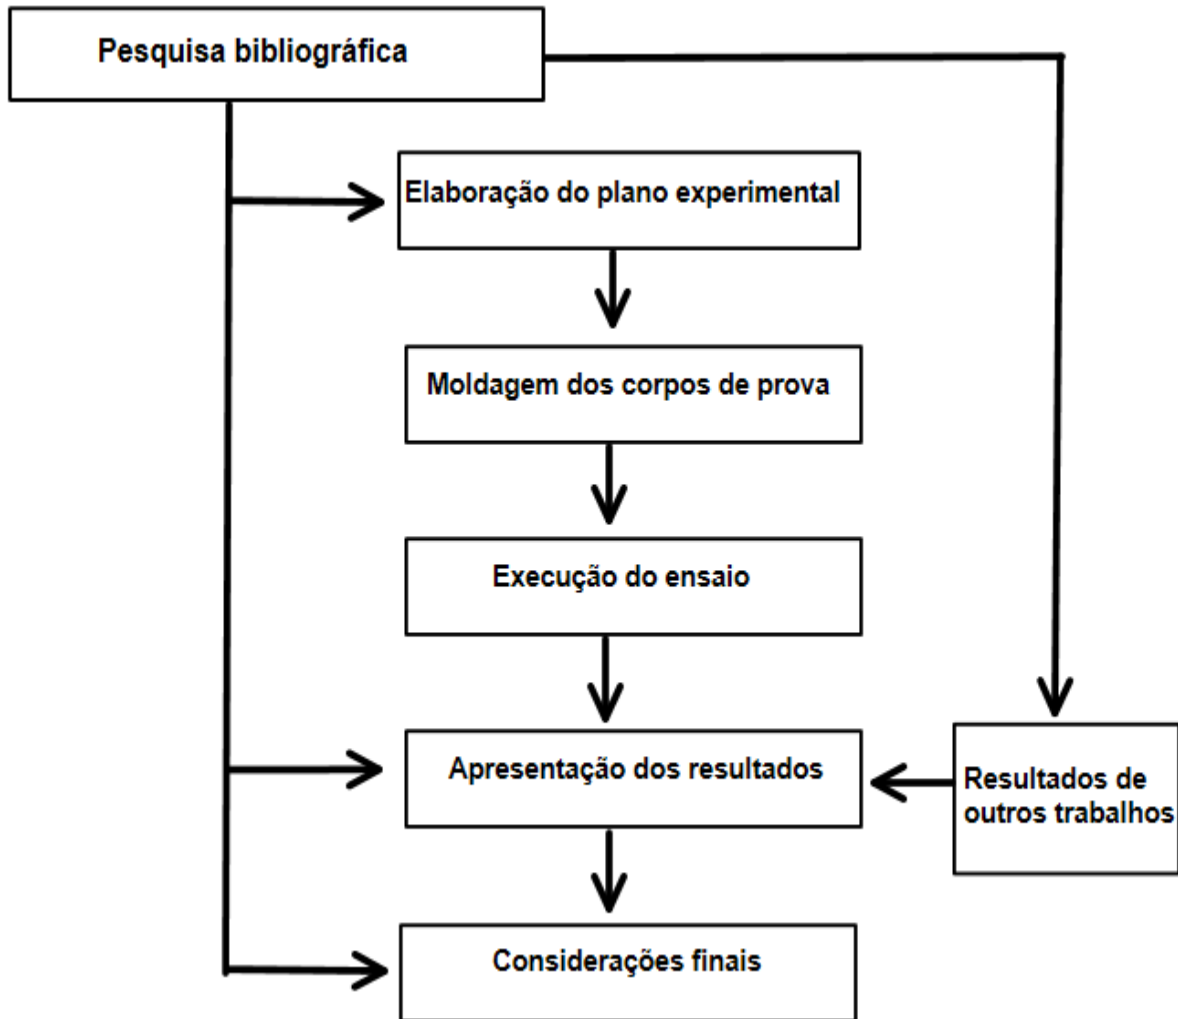 Pesquisa bibliográfica
Elaboração do plano experimental
Moldagem dos corpos de prova
Execução do ensaio
Apresentação dos resultados
Resultados de
outros trabalhos
Considerações finais